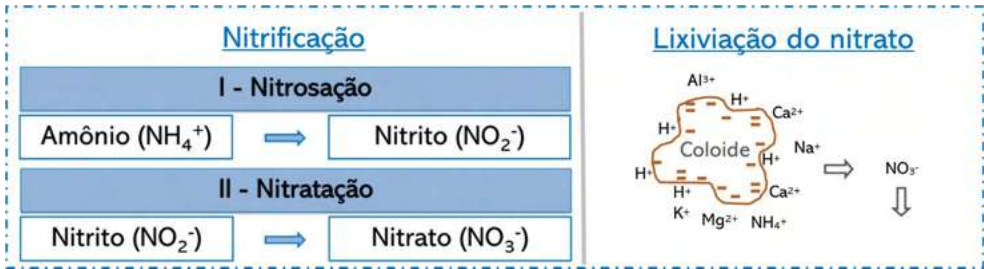 Nitrificação
I - Nitrosação
Amônio (NH₄⁺) Nitrito (NO₂⁻)
II - Nitratação
Nitrito (NO₂⁻) Nitrato (NO₃⁻)
Lixiviação do nitrato
Al³⁺
H⁺
Ca²⁺
H⁺
Coloide
Na⁺
H⁺
NO₃⁻
H⁺
H⁺
Ca²⁺
K⁺
Mg²⁺
NH₄⁺